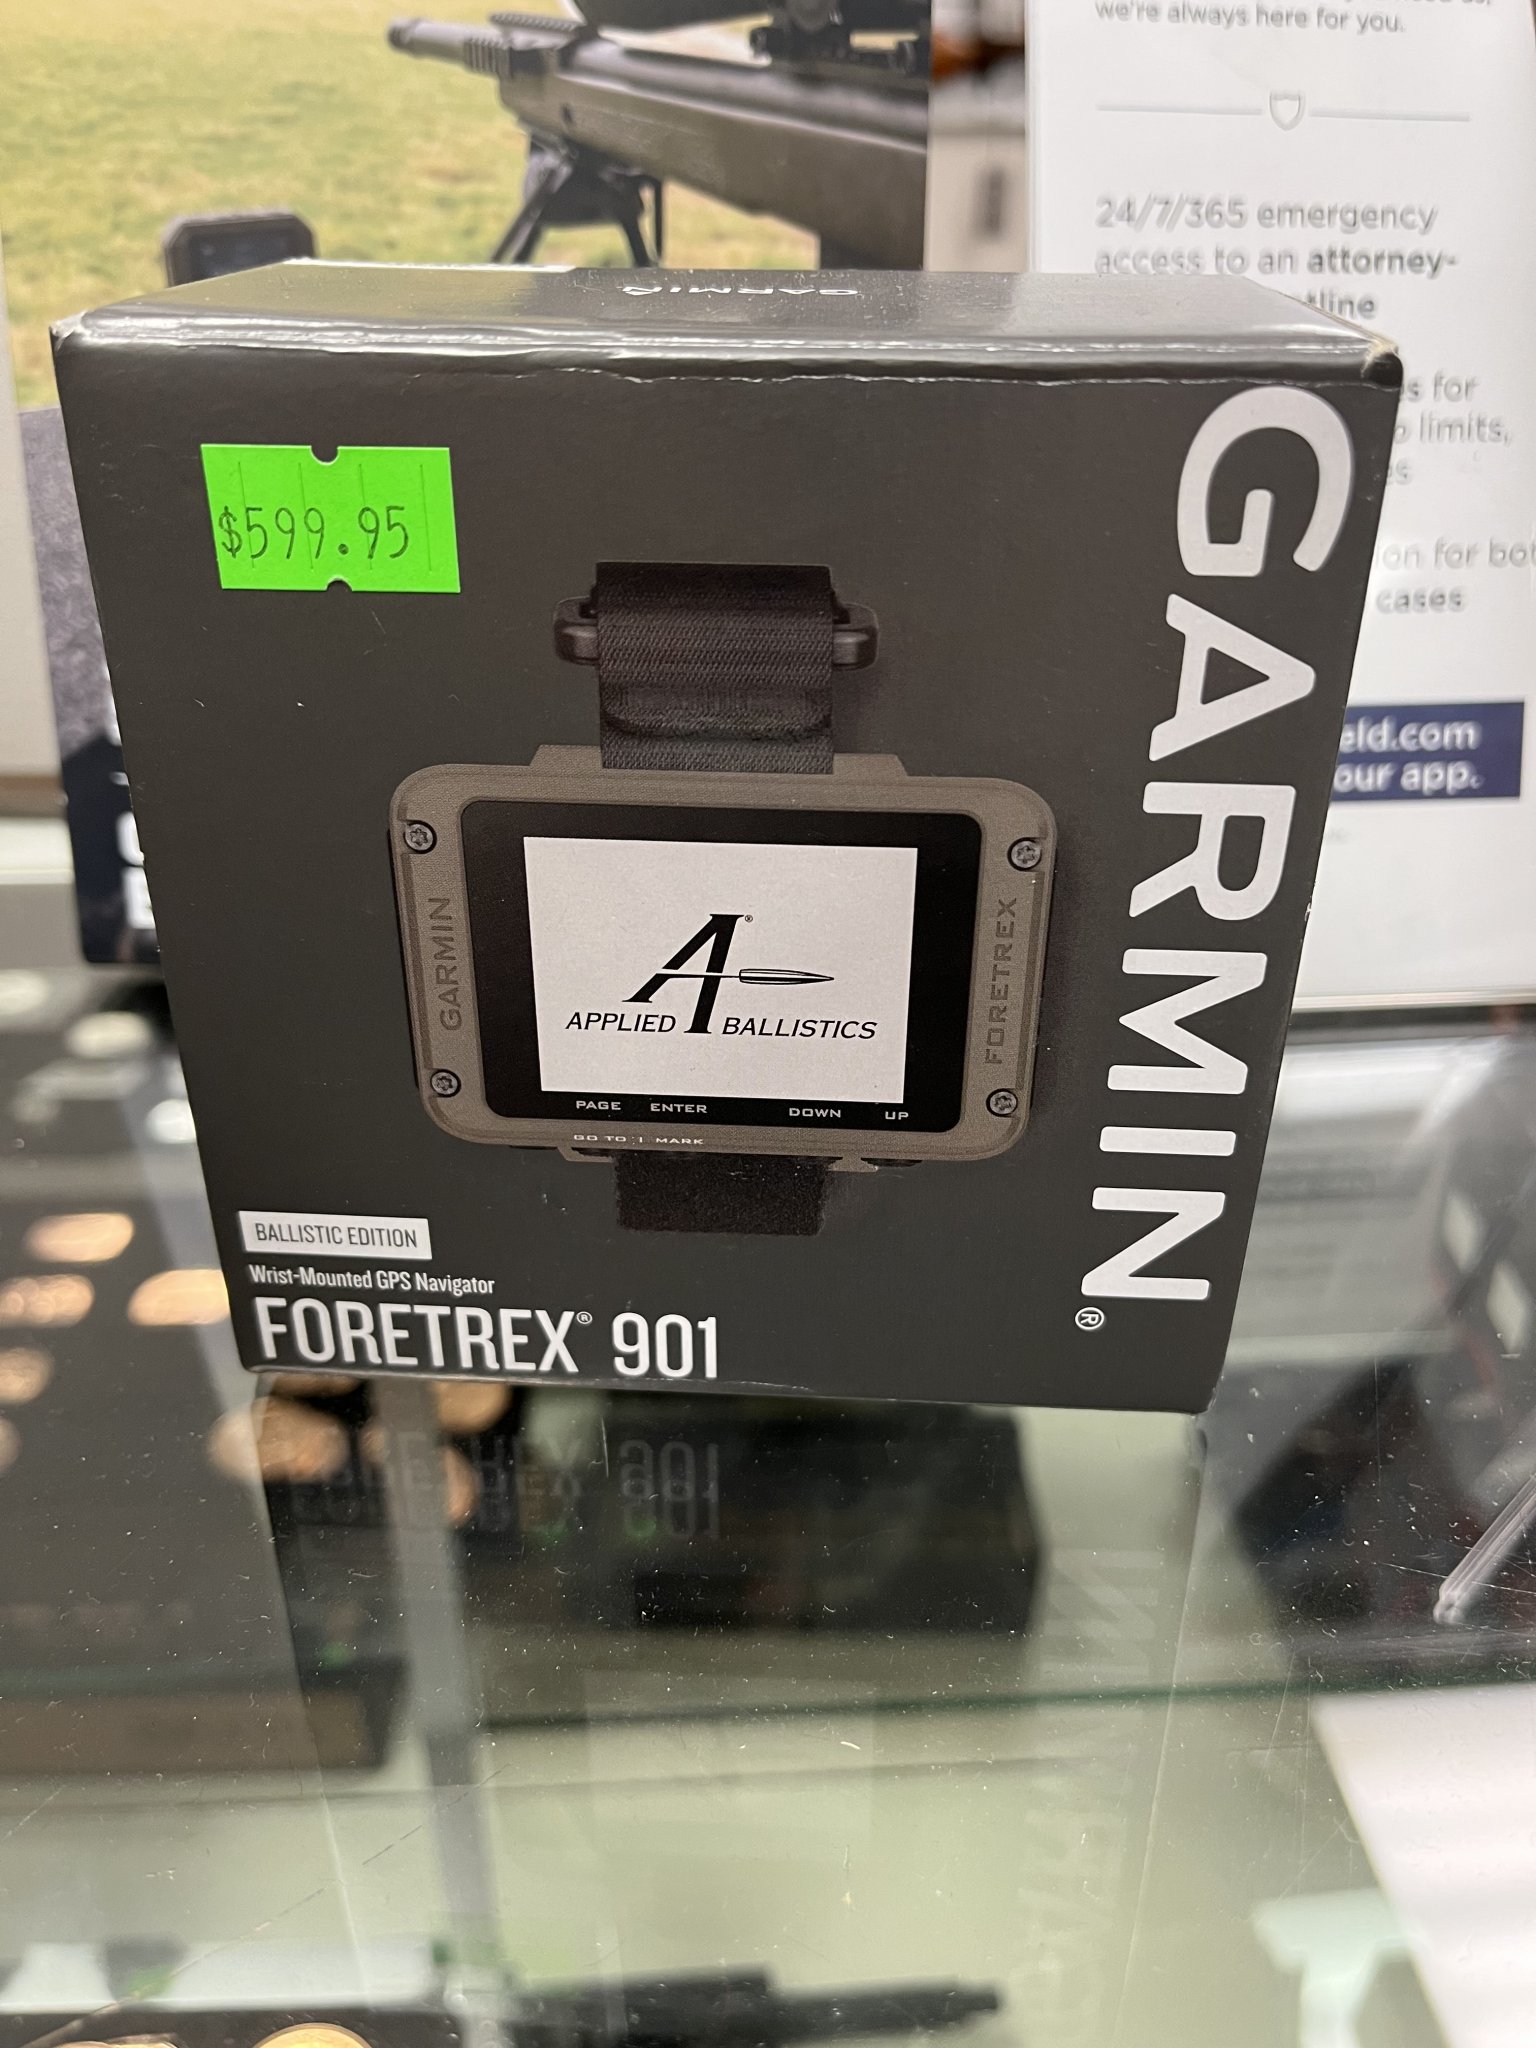 we're always here for you.
24/7/365 emergency
access to an attorney-
tline
s for
limits,
es
ion for bot
cases
eld.com
our app.
GARMIN
$599.95
GARMIN®
GARMIN
FORETREX
A®
APPLIED BALLISTICS
PAGE ENTER DOWN UP
GO TO | MARK
BALLISTIC EDITION
Wrist-Mounted GPS Navigator
FORETREX® 901